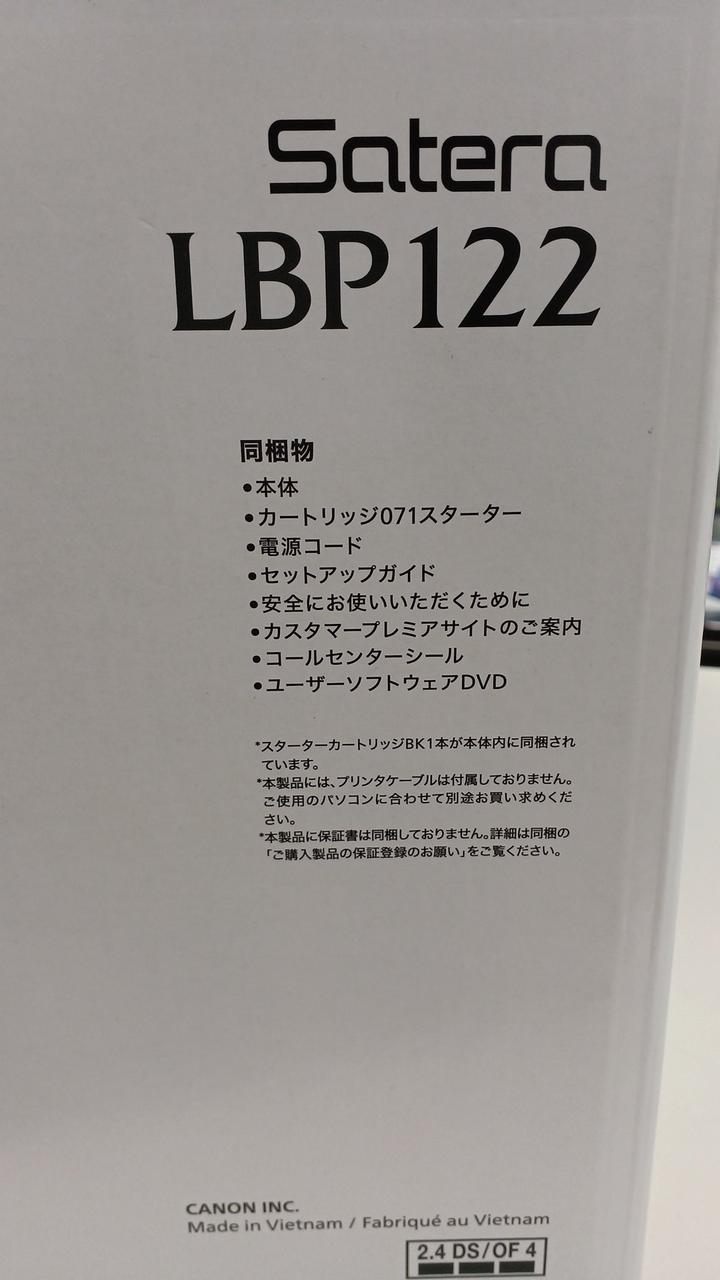 Satera
LBP122
同梱物
•本体
•カートリッジ071スターター
•電源コード
•セットアップガイド
•安全にお使いいただくために
•カスタマープレミアサイトのご案内
•コールセンターシール
•ユーザーソフトウェアDVD
*スターターカートリッジBK1本が本体内に同梱され
ています。
*本製品には、プリンタケーブルは付属しておりません。
ご使用のパソコンに合わせて別途お買い求めくだ
さい。
*本製品に保証書は同梱しておりません。詳細は同梱の
「ご購入製品の保証登録のお願い」をご覧ください。
CANON INC.
Made in Vietnam / Fabriqué au Vietnam
2.4 DS/OF 4